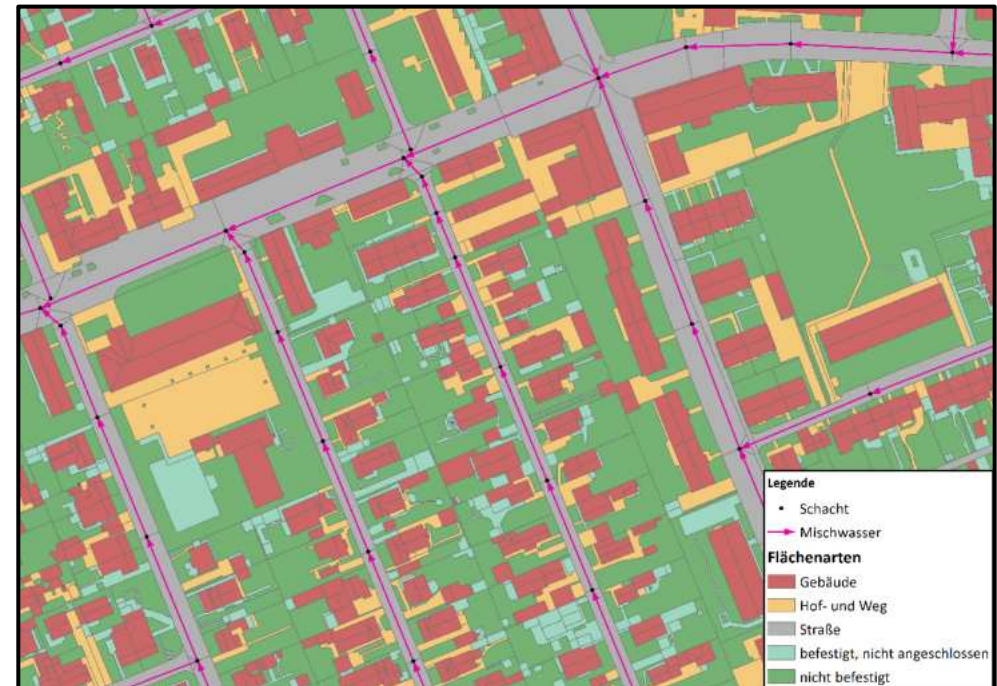 Legende
Schacht
Mischwasser
Flächenarten
Gebäude
Hof- und Weg
Straße
befestigt, nicht angeschlossen
nicht befestigt